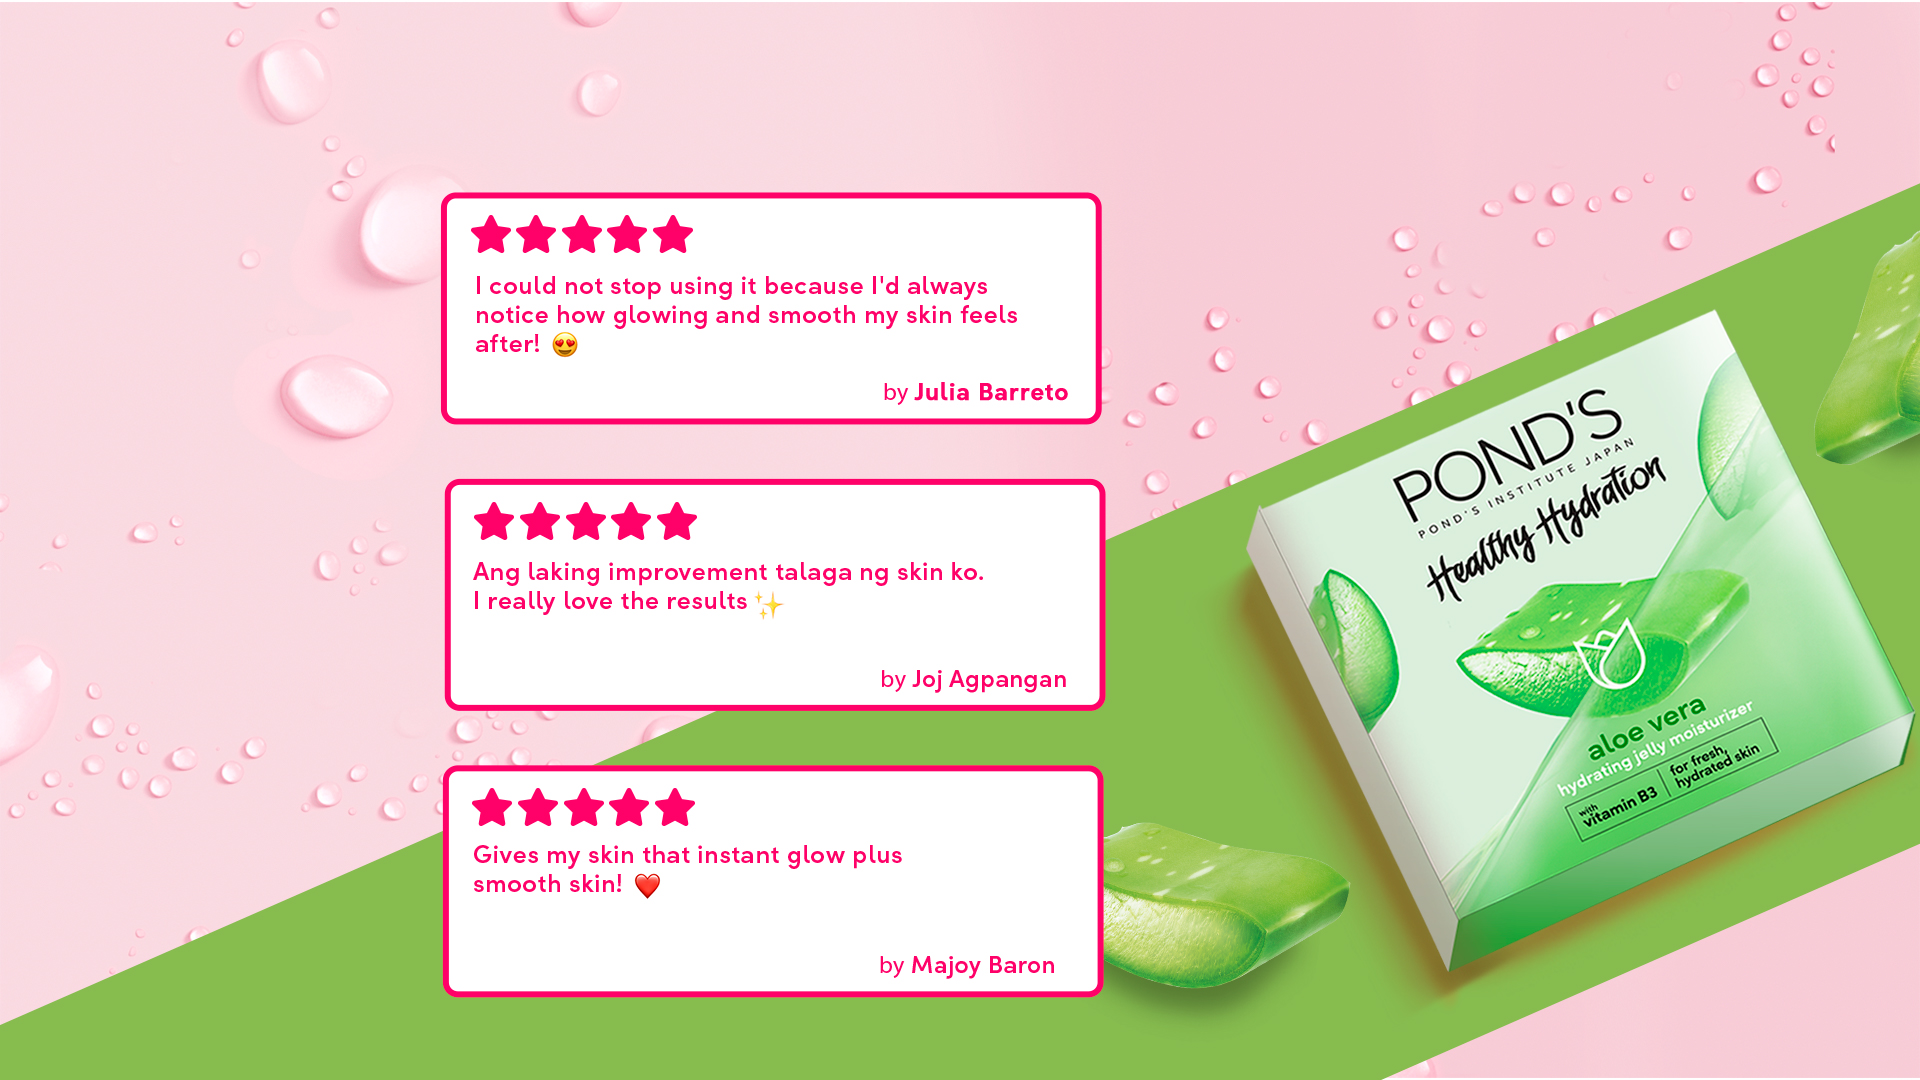 I could not stop using it because I'd always
notice how glowing and smooth my skin feels
after! 😍
by Julia Barreto
Ang laking improvement talaga ng skin ko.
I really love the results ✨
by Joj Agpangan
Gives my skin that instant glow plus
smooth skin! ❤️
by Majoy Baron
POND'S
POND'S INSTITUTE JAPAN
Healthy Hydration
aloe vera
hydrating jelly moisturizer
with
vitamin B3
for fresh,
hydrated skin